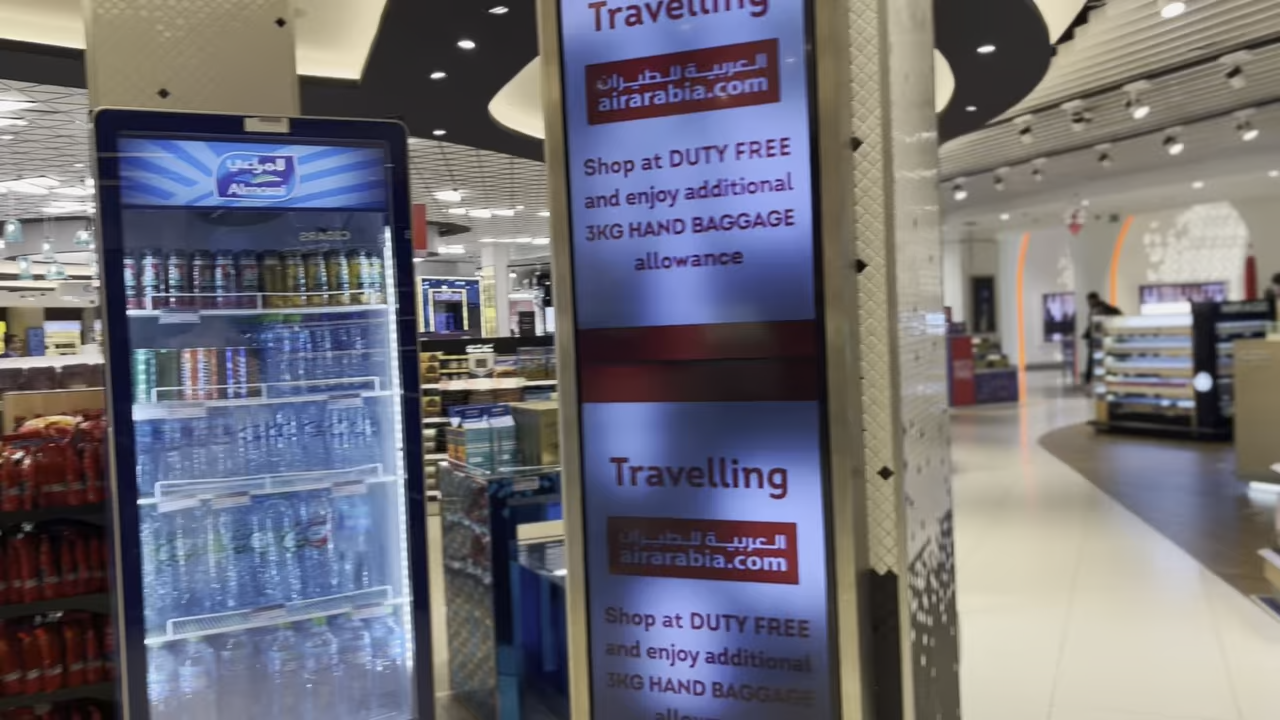 المراعي
Almarai
Travelling
العربية للطيران
airarabia.com
Shop at DUTY FREE
and enjoy additional
3KG HAND BAGGAGE
allowance
Travelling
العربية للطيران
airarabia.com
Shop at DUTY FREE
and enjoy additional
3KG HAND BAGGAGE